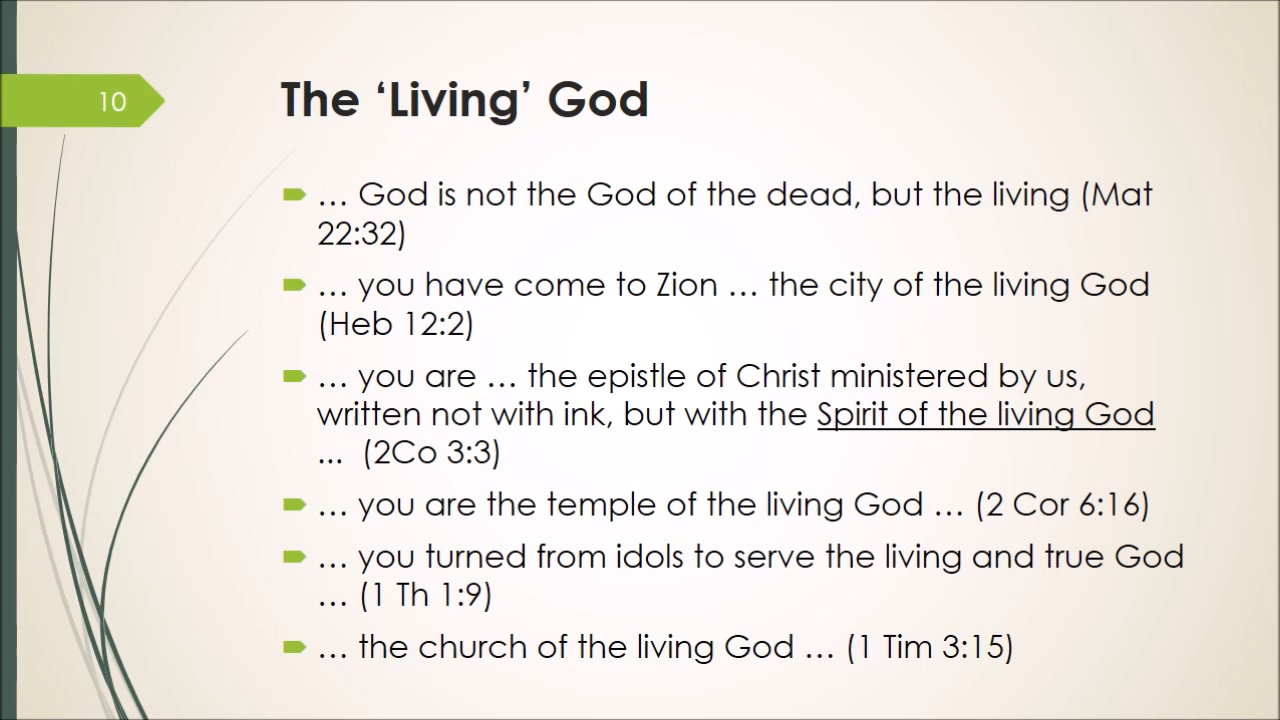 10
The ‘Living’ God
… God is not the God of the dead, but the living (Mat
22:32)
… you have come to Zion … the city of the living God
(Heb 12:2)
… you are … the epistle of Christ ministered by us,
written not with ink, but with the Spirit of the living God
... (2Co 3:3)
… you are the temple of the living God … (2 Cor 6:16)
… you turned from idols to serve the living and true God
… (1 Th 1:9)
… the church of the living God … (1 Tim 3:15)